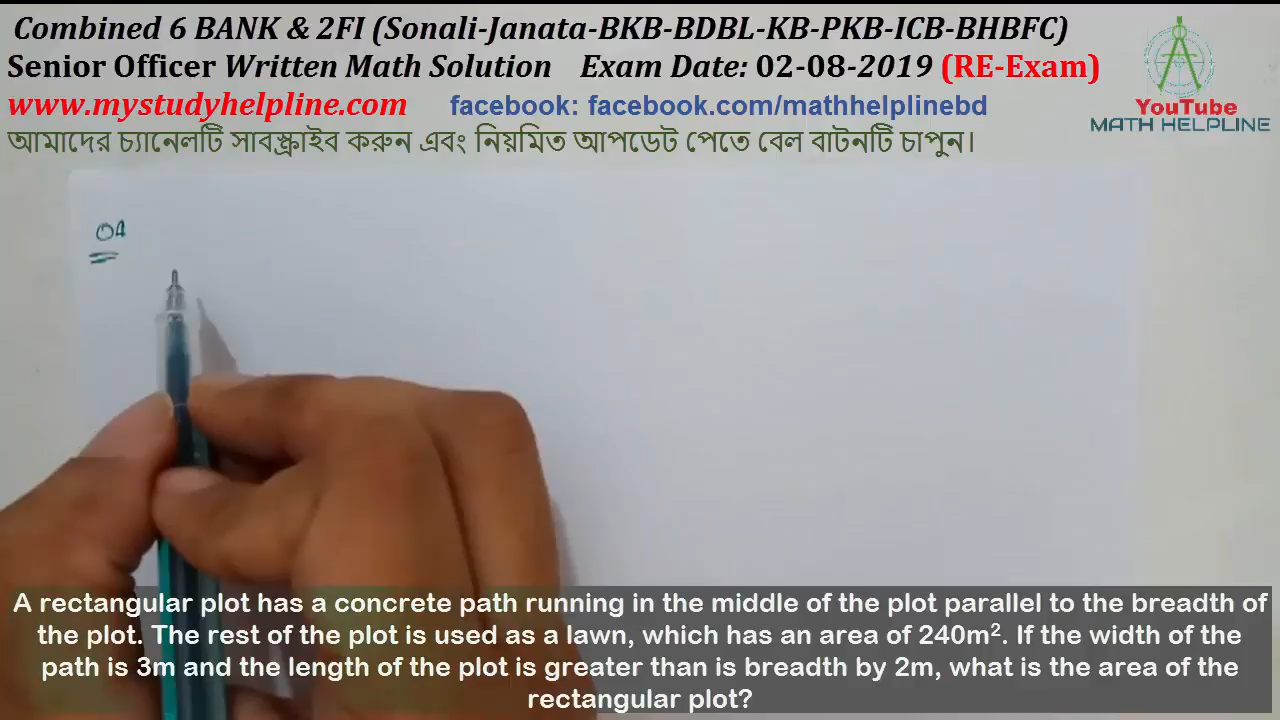 Combined 6 BANK & 2FI (Sonali-Janata-BKB-BDBL-KB-PKB-ICB-BHBFC)
Senior Officer Written Math Solution Exam Date: 02-08-2019 (RE-Exam)
www.mystudyhelpline.com facebook: facebook.com/mathhelplinebd
YouTube
MATH HELPLINE
আমাদের চ্যানেলটি সাবস্ক্রাইব করুন এবং নিয়মিত আপডেট পেতে বেল বাটনটি চাপুন।
04
A rectangular plot has a concrete path running in the middle of the plot parallel to the breadth of
the plot. The rest of the plot is used as a lawn, which has an area of 240m². If the width of the
path is 3m and the length of the plot is greater than is breadth by 2m, what is the area of the
rectangular plot?